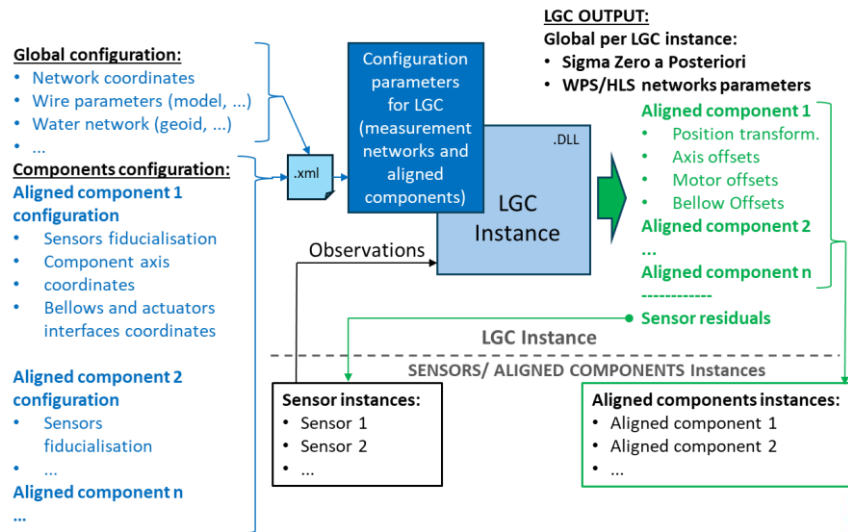 Global configuration:
• Network coordinates
• Wire parameters (model, ...)
• Water network (geoid, ...)
• ...
Components configuration:
Aligned component 1
configuration
• Sensors fiducialisation
• Component axis
• coordinates
• Bellows and actuators
interfaces coordinates
Aligned component 2
configuration
• Sensors
fiducialisation
• ...
Aligned component n
...
.xml
Configuration
parameters
for LGC
(measurement
networks and
aligned
components)
.DLL
LGC
Instance
Observations
LGC OUTPUT:
Global per LGC instance:
• Sigma Zero a Posteriori
• WPS/HLS networks parameters
Aligned component 1
• Position transform.
• Axis offsets
• Motor offsets
• Bellow Offsets
Aligned component 2
...
Aligned component n
------------
Sensor residuals
LGC Instance
SENSORS/ ALIGNED COMPONENTS Instances
Sensor instances:
• Sensor 1
• Sensor 2
• ...
Aligned components instances:
• Aligned component 1
• Aligned component 2
• ...